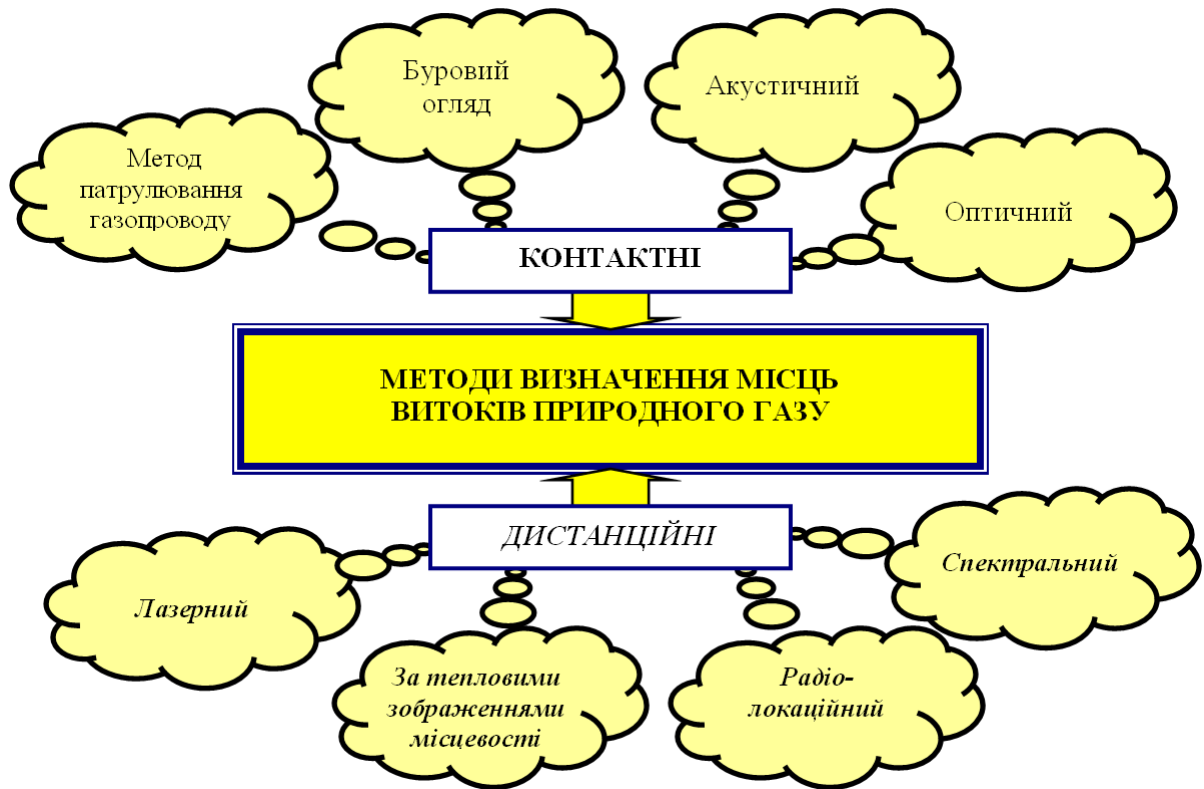 Буровий
огляд
Акустичний
Метод
патрулювання
газопроводу
Оптичний
КОНТАКТНІ
МЕТОДИ ВИЗНАЧЕННЯ МІСЦЬ
ВИТОКІВ ПРИРОДНОГО ГАЗУ
ДИСТАНЦІЙНІ
Спектральний
Лазерний
За тепловими
зображеннями
місцевості
Радіо-
локаційний